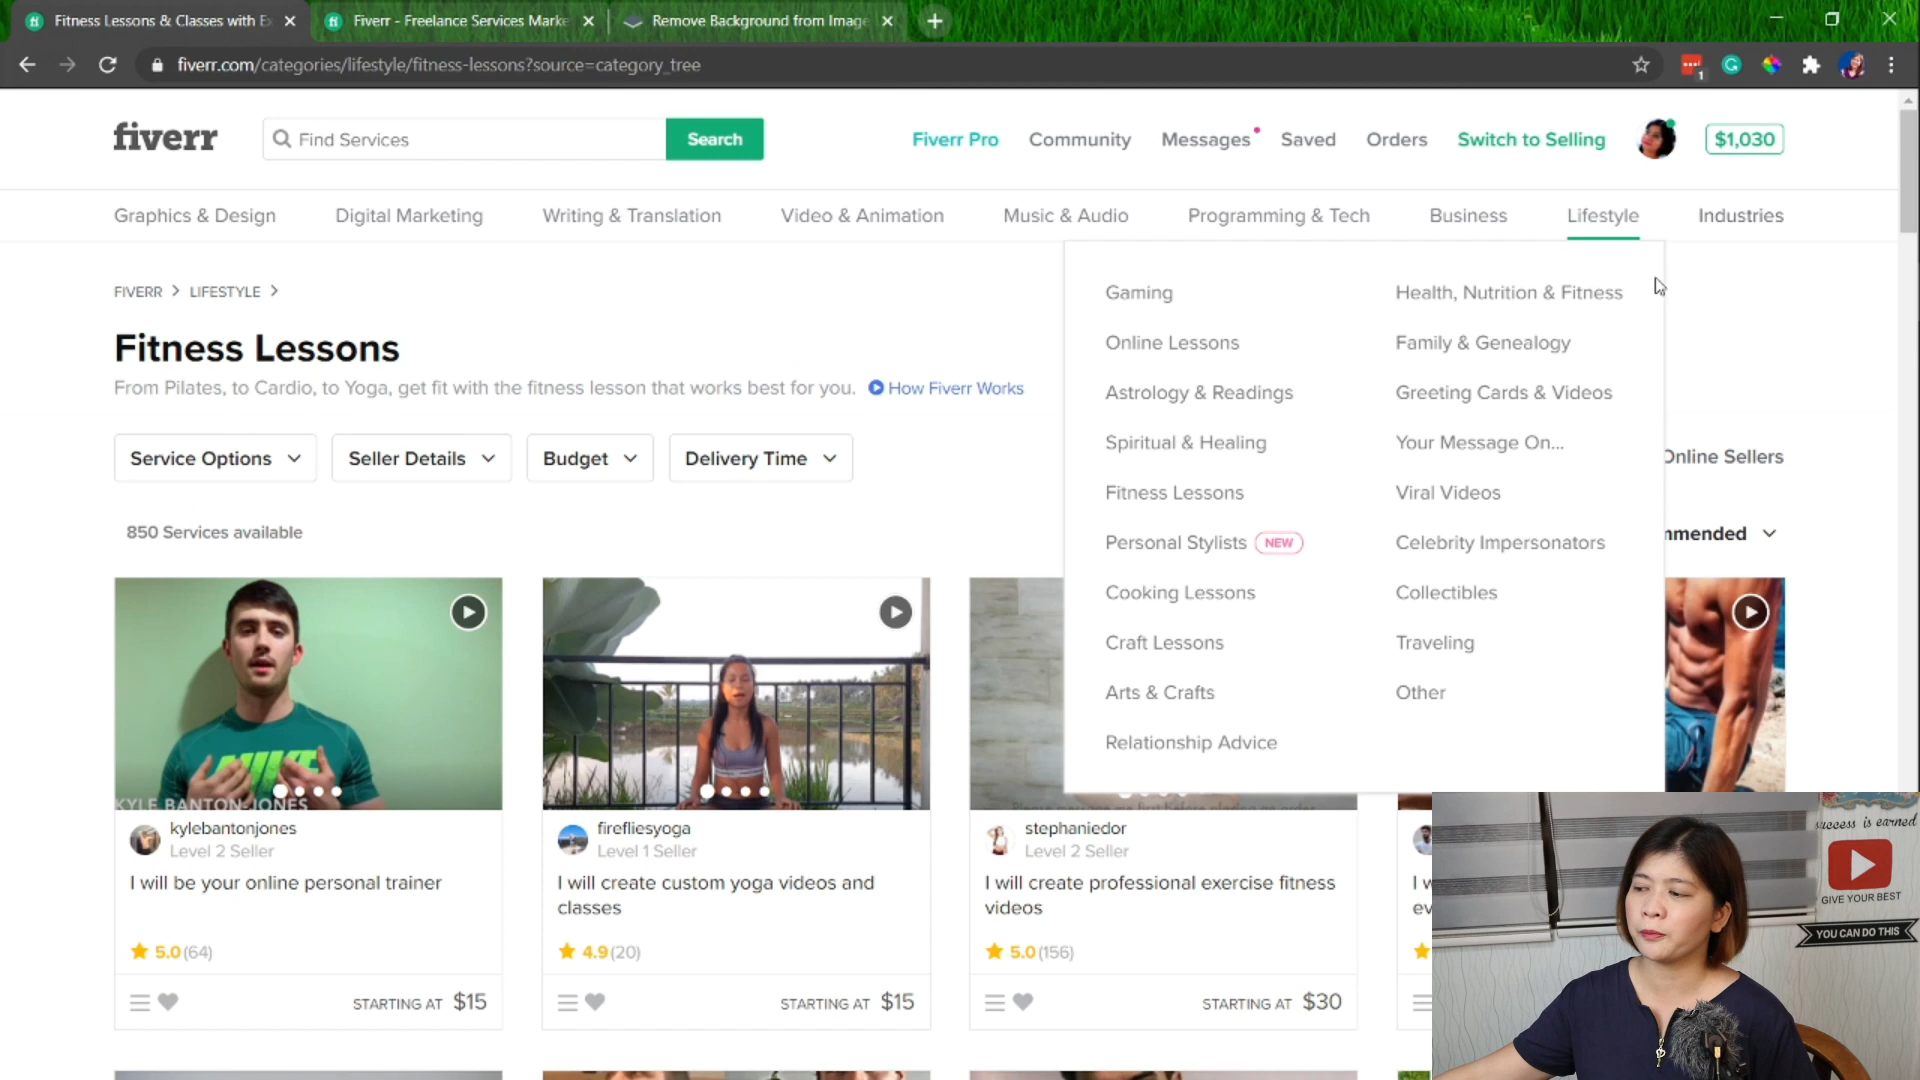 Fitness Lessons & Classes with Ex
Fiverr - Freelance Services Marke
Remove Background from Image
fiverr.com/categories/lifestyle/fitness-lessons?source=category_tree
1
fiverr
Find Services
Search
Fiverr Pro
Community
Messages
Saved
Orders
Switch to Selling
$1,030
Graphics & Design
Digital Marketing
Writing & Translation
Video & Animation
Music & Audio
Programming & Tech
Business
Lifestyle
Industries
FIVERR > LIFESTYLE >
Fitness Lessons
From Pilates, to Cardio, to Yoga, get fit with the fitness lesson that works best for you.
How Fiverr Works
Service Options
Seller Details
Budget
Delivery Time
Online Sellers
850 Services available
mmended
Gaming
Online Lessons
Astrology & Readings
Spiritual & Healing
Fitness Lessons
Personal Stylists NEW
Cooking Lessons
Craft Lessons
Arts & Crafts
Relationship Advice
Health, Nutrition & Fitness
Family & Genealogy
Greeting Cards & Videos
Your Message On...
Viral Videos
Celebrity Impersonators
Collectibles
Traveling
Other
NIKE
KYLE BANTON-JONES
kylebantonjones
Level 2 Seller
I will be your online personal trainer
5.0 (64)
STARTING AT $15
firefliesyoga
Level 1 Seller
I will create custom yoga videos and
classes
4.9 (20)
STARTING AT $15
stephaniedor
Level 2 Seller
I will create professional exercise fitness
videos
5.0 (156)
STARTING AT $30
I w
ev
success is earned
GIVE YOUR BEST
YOU CAN DO THIS